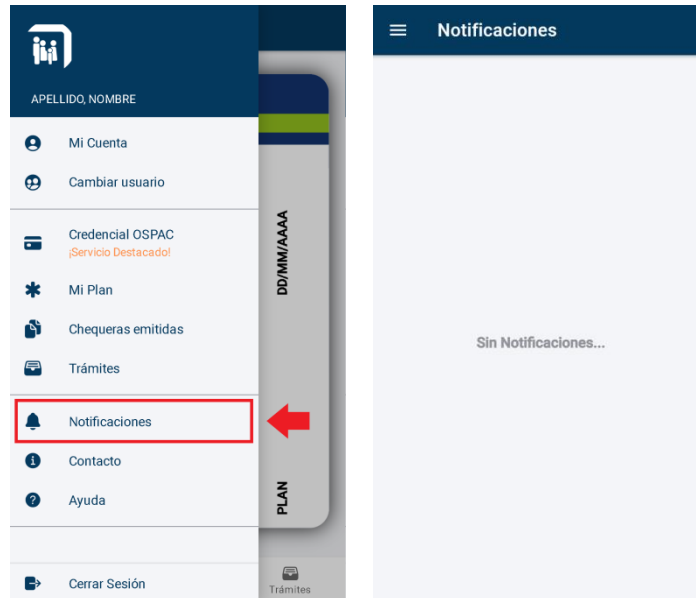 APELLIDO, NOMBRE
Mi Cuenta
Cambiar usuario
Credencial OSPAC
¡Servicio Destacado!
Mi Plan
Chequeras emitidas
Trámites
Notificaciones
Contacto
Ayuda
Cerrar Sesión
DD/MM/AAAA
PLAN
Trámites
Notificaciones
Sin Notificaciones...